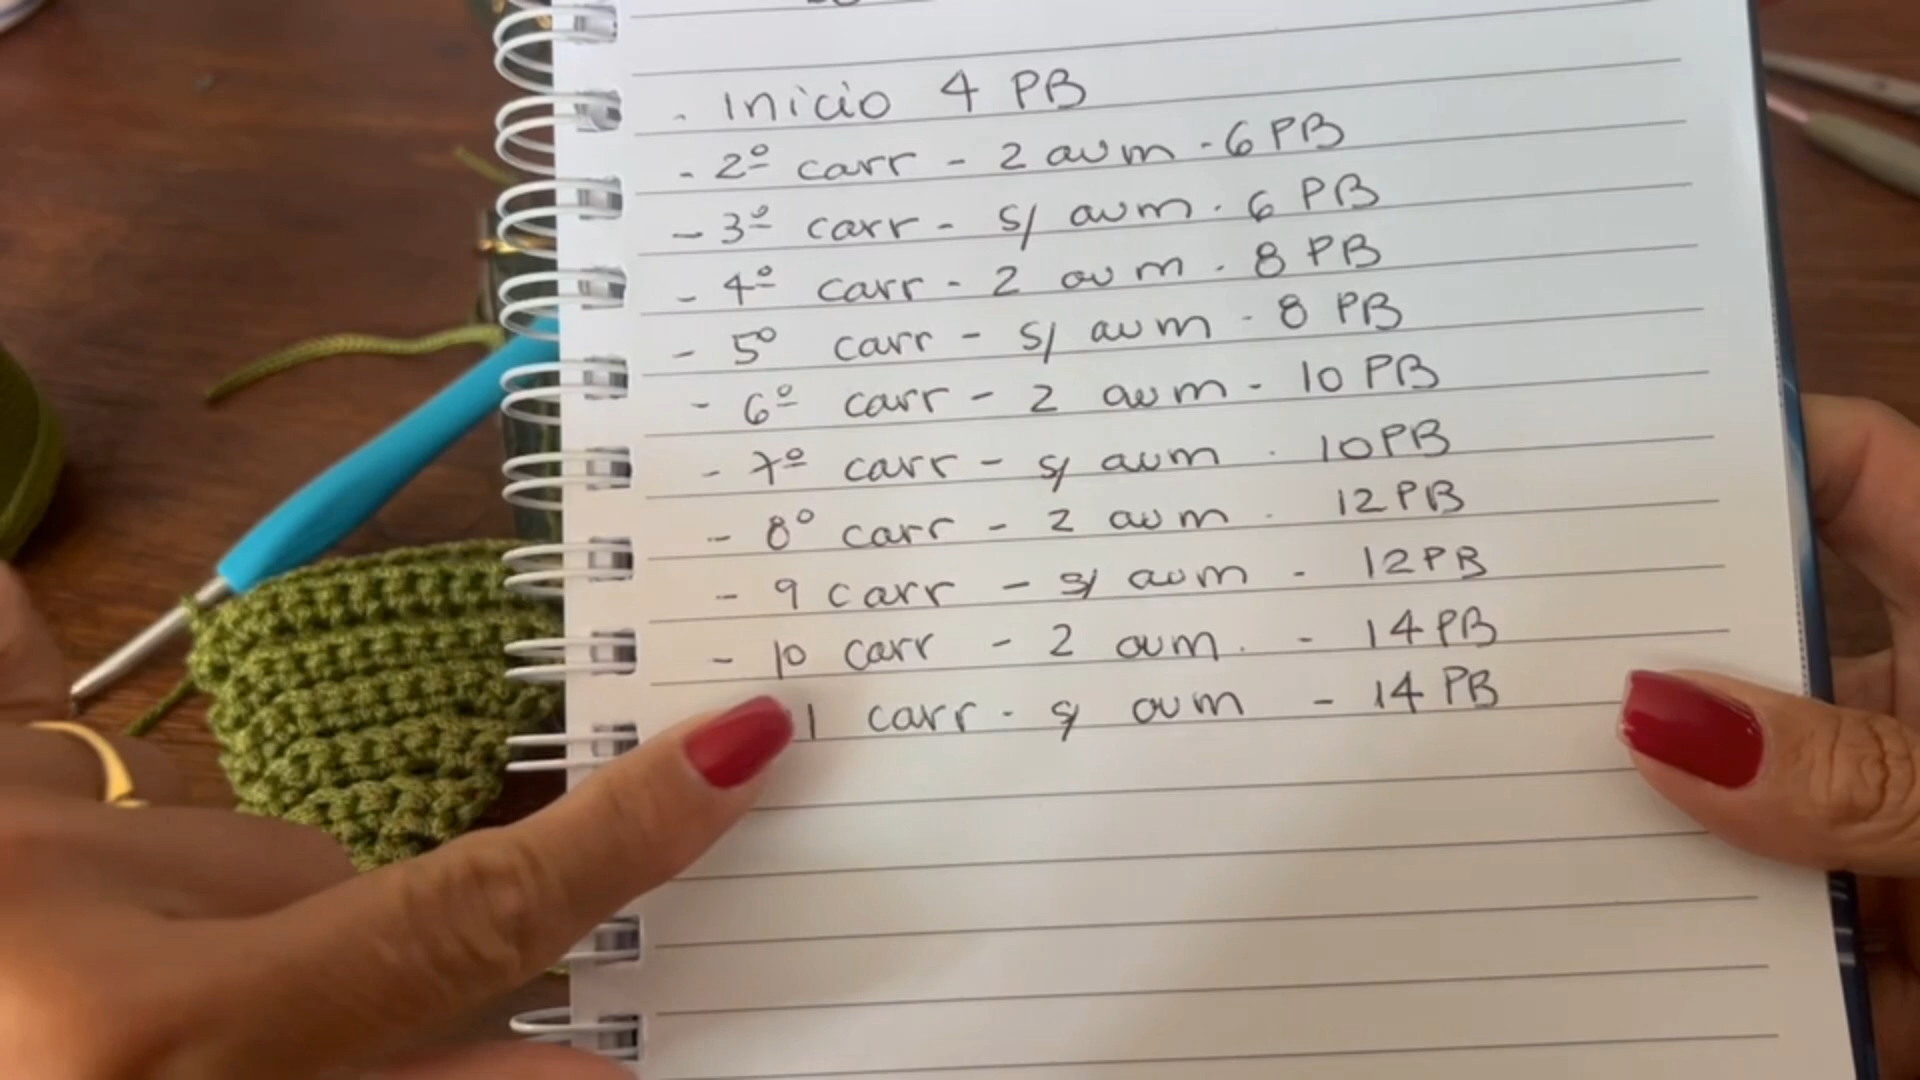 . Inicio 4 PB
- 2º carr - 2 aum - 6 PB
- 3º carr - s/ aum . 6 PB
- 4º carr - 2 aum . 8 PB
- 5º carr - s/ aum - 8 PB
- 6º carr - 2 aum - 10 PB
- 7º carr - s/ aum . 10 PB
- 8º carr - 2 aum . 12 PB
- 9 carr - s/ aum - 12 PB
- 10 carr - 2 aum . - 14 PB
1 carr - s/ aum - 14 PB